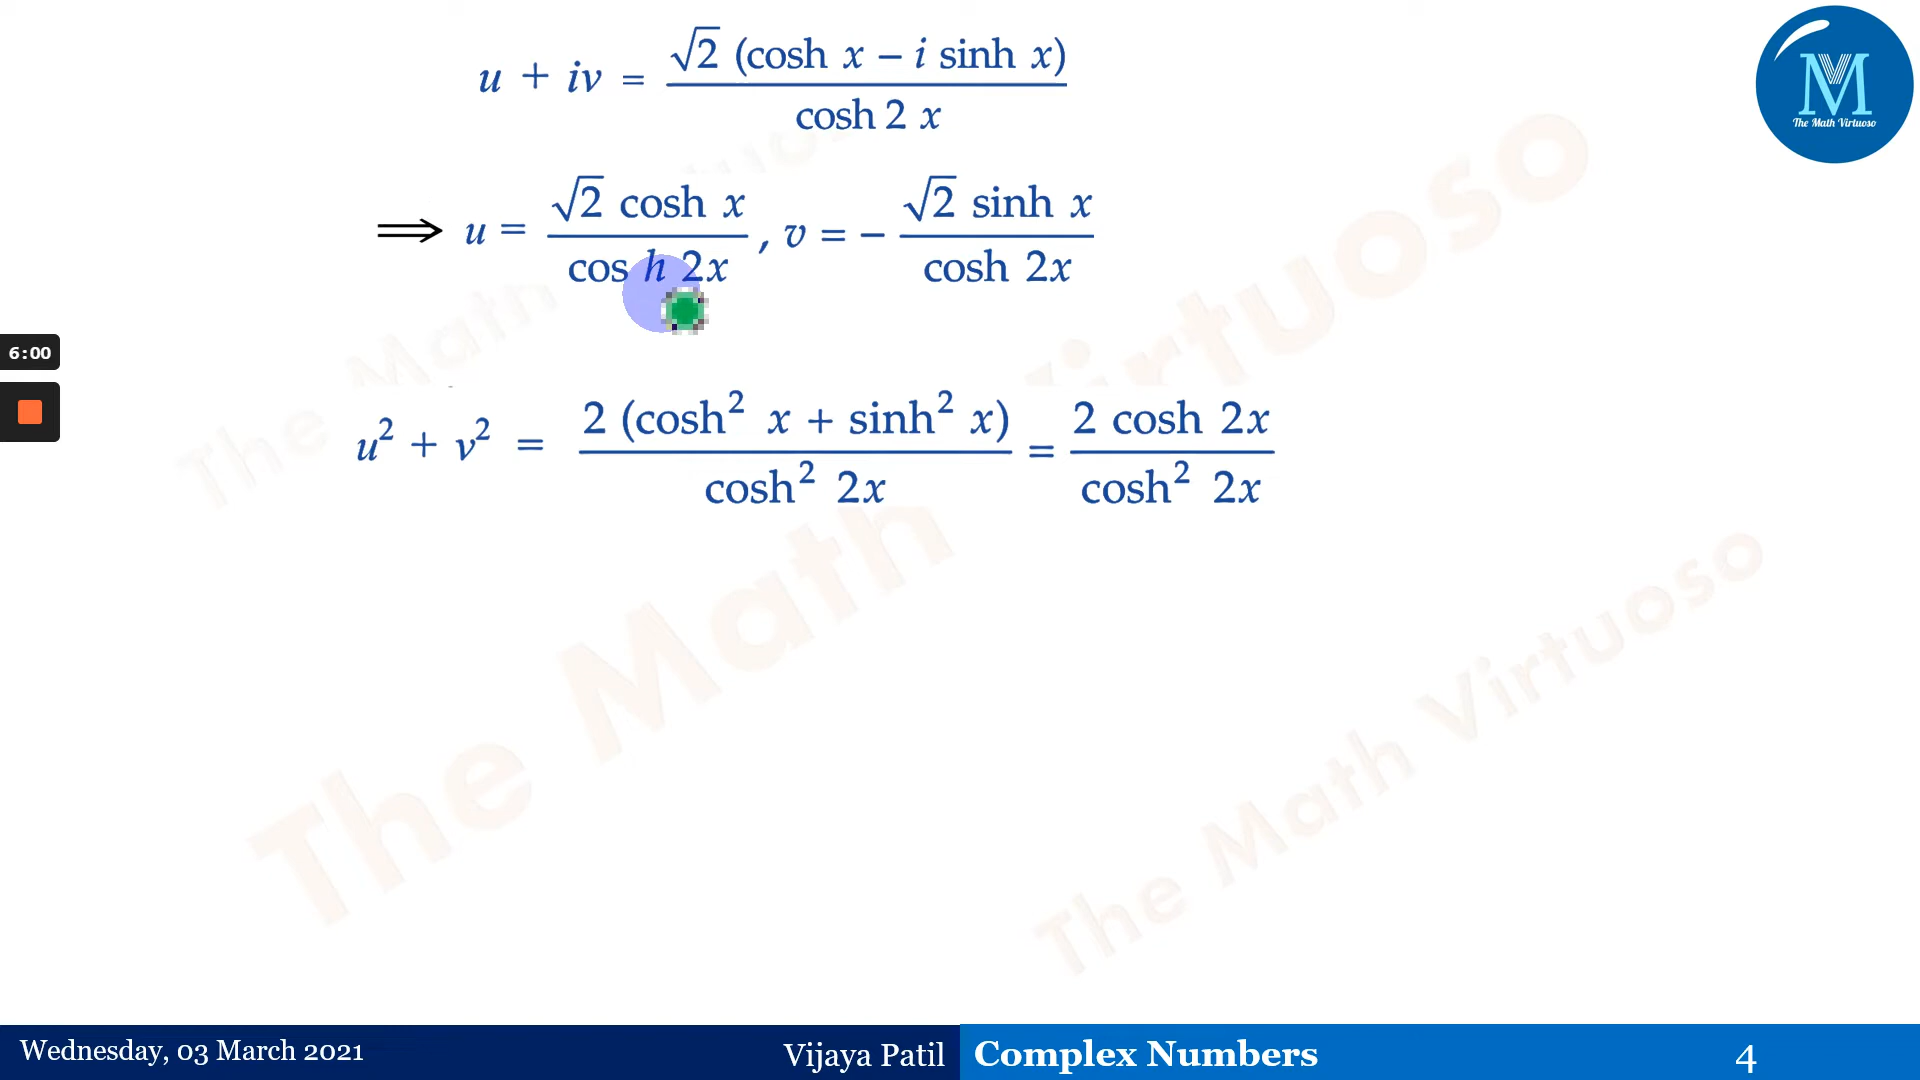 u + iv = √2 (cosh x − i sinh x) / cosh 2 x
M
The Math Virtuoso
⟹ u = √2 cosh x / cos h 2x , v = − √2 sinh x / cosh 2x
6:00
u² + v² = 2 (cosh² x + sinh² x) / cosh² 2x = 2 cosh 2x / cosh² 2x
The Math Virtuoso
The Math Virtuoso
The Math Virtuoso
Wednesday, 03 March 2021
Vijaya Patil
Complex Numbers
4